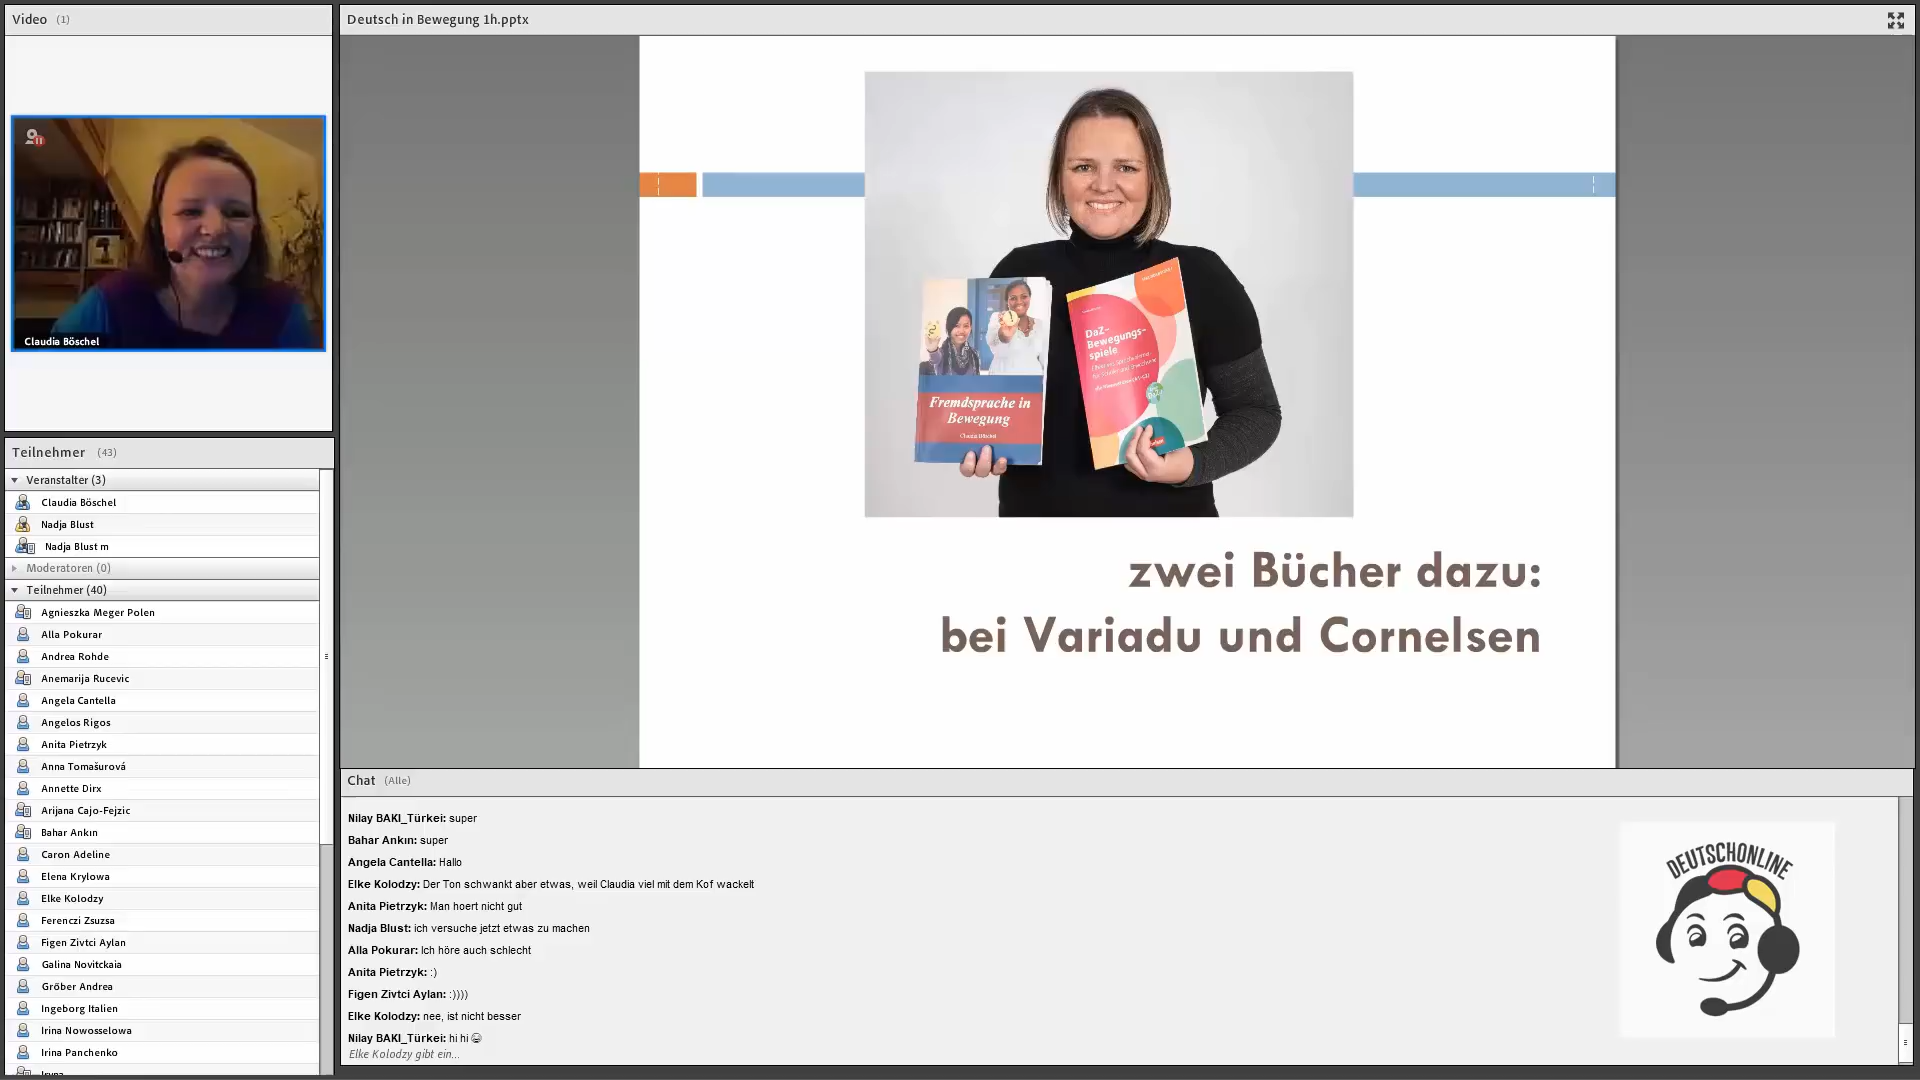 Video (1)
Claudia Böschel
Teilnehmer (43)
Veranstalter (3)
Claudia Böschel
Nadja Blust
Nadja Blust m
Moderatoren (0)
Teilnehmer (40)
Agnieszka Meger Polen
Alla Pokurar
Andrea Rohde
Anemarija Rucevic
Angela Cantella
Angelos Rigos
Anita Pietrzyk
Anna Tomašurová
Annette Dirx
Arijana Cajo-Fejzic
Bahar Ankın
Caron Adeline
Elena Krylowa
Elke Kolodzy
Ferenczi Zsuzsa
Figen Zivtci Aylan
Galina Novitckaia
Gröber Andrea
Ingeborg Italien
Irina Nowosselowa
Irina Panchenko
Iryna
Deutsch in Bewegung 1h.pptx
Fremdsprache in
Bewegung
Claudia Böschel
DaZ-
Bewegungs-
spiele
zwei Bücher dazu:
bei Variadu und Cornelsen
Chat (Alle)
Nilay BAKI_Türkei: super
Bahar Ankın: super
Angela Cantella: Hallo
Elke Kolodzy: Der Ton schwankt aber etwas, weil Claudia viel mit dem Kof wackelt
Anita Pietrzyk: Man hoert nicht gut
Nadja Blust: ich versuche jetzt etwas zu machen
Alla Pokurar: Ich höre auch schlecht
Anita Pietrzyk: :)
Figen Zivtci Aylan: :))))
Elke Kolodzy: nee, ist nicht besser
Nilay BAKI_Türkei: hi hi 😄
Elke Kolodzy gibt ein...
DEUTSCHONLINE